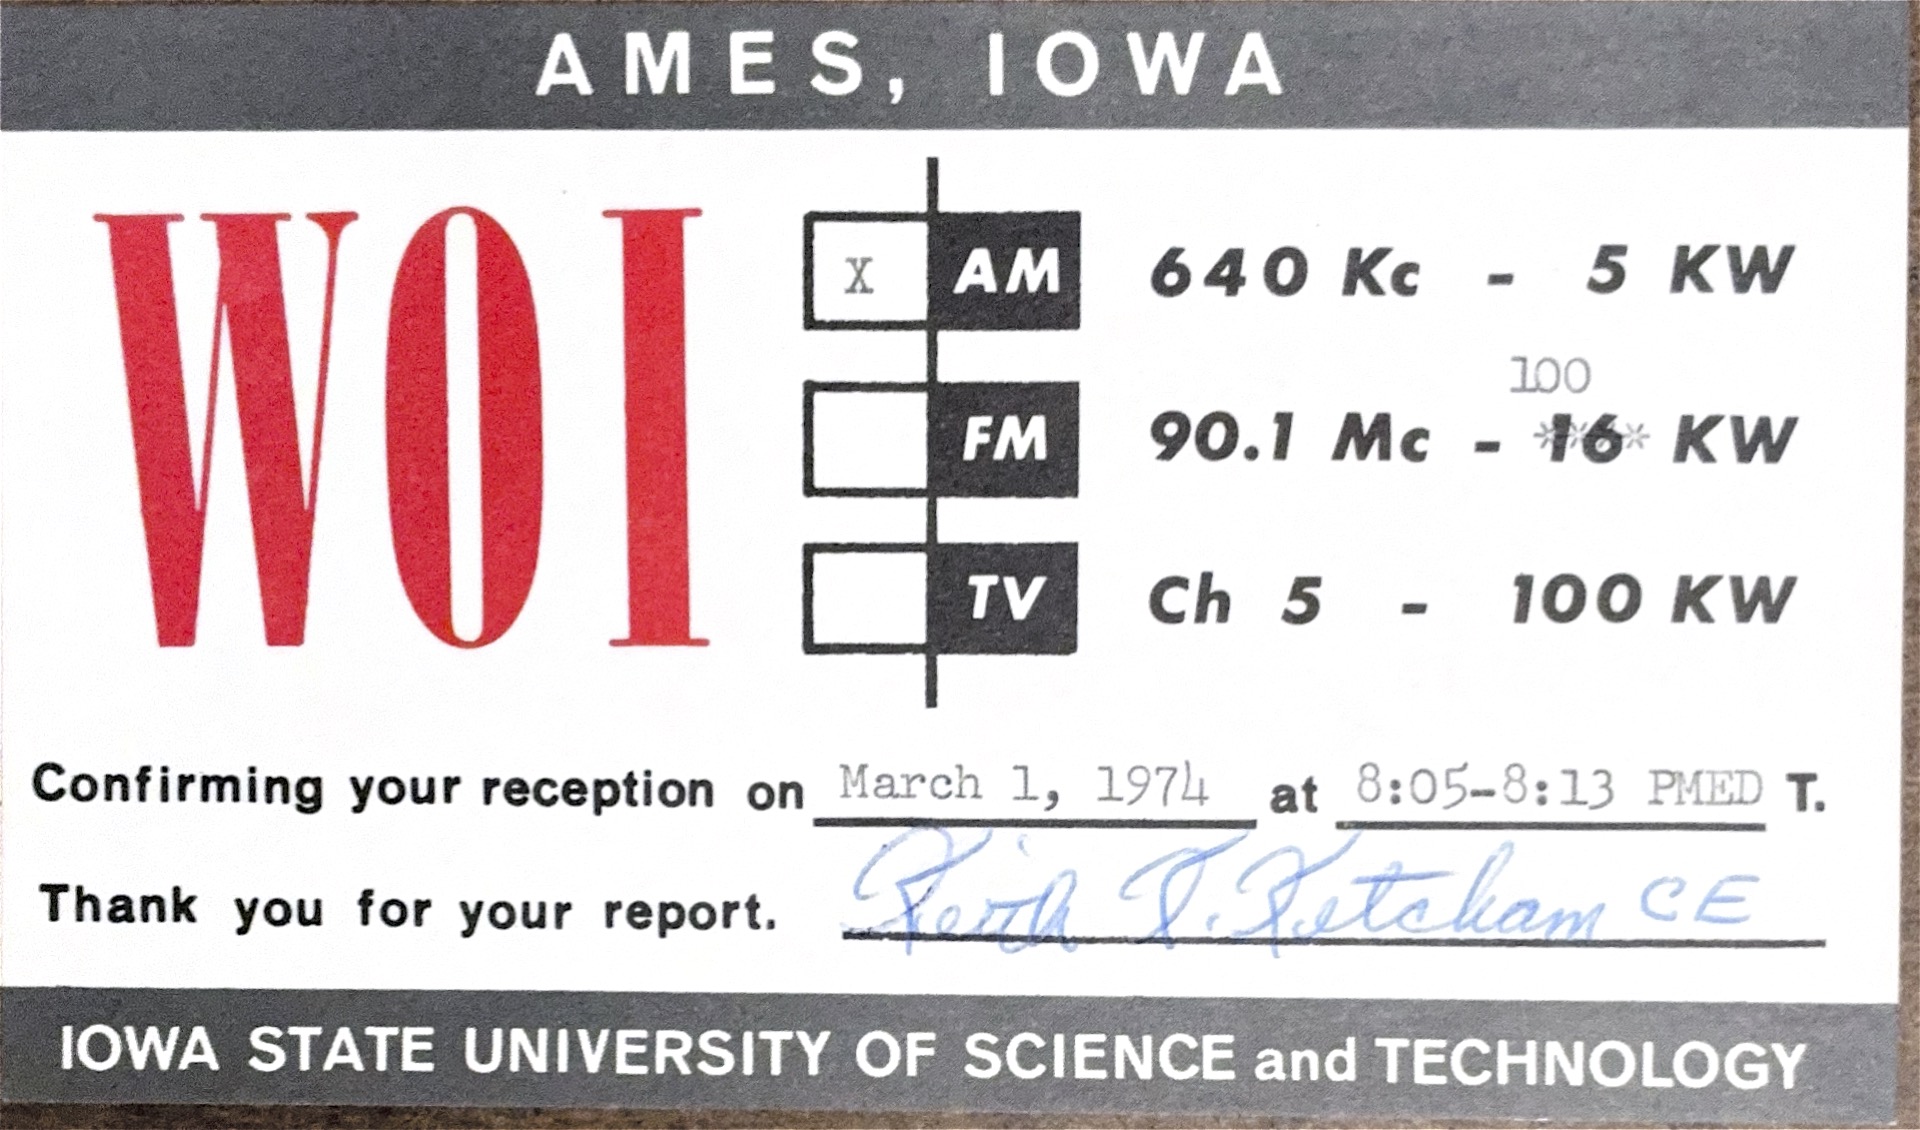 AMES, IOWA
WOI
X AM 640 Kc - 5 KW
100
FM 90.1 Mc - 16 KW
TV Ch 5 - 100 KW
Confirming your reception on March 1, 1974 at 8:05-8:13 PMED T.
Thank you for your report. Keith R. Ketcham CE
IOWA STATE UNIVERSITY OF SCIENCE and TECHNOLOGY